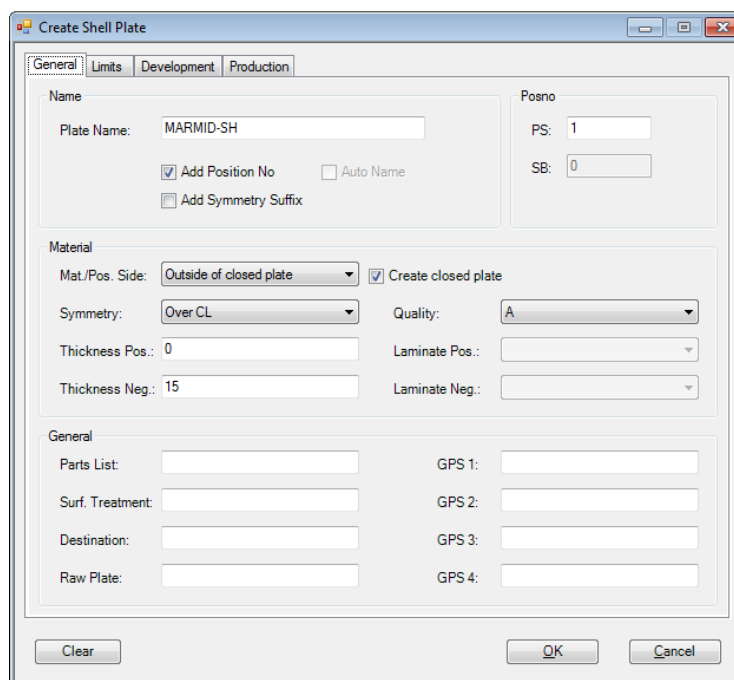 Create Shell Plate
General Limits Development Production
Name
Plate Name: MARMID-SH
Add Position No Auto Name
Add Symmetry Suffix
Posno
PS: 1
SB: 0
Material
Mat./Pos. Side: Outside of closed plate Create closed plate
Symmetry: Over CL Quality: A
Thickness Pos.: 0 Laminate Pos.:
Thickness Neg.: 15 Laminate Neg.:
General
Parts List: GPS 1:
Surf. Treatment: GPS 2:
Destination: GPS 3:
Raw Plate: GPS 4:
Clear OK Cancel